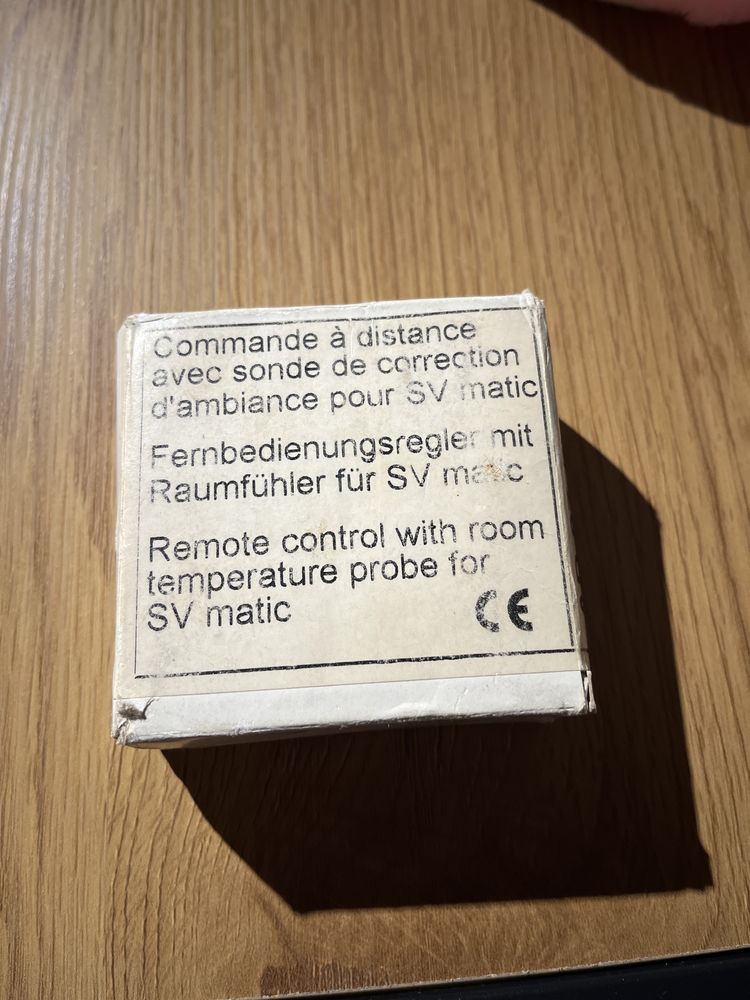 Commande à distance
avec sonde de correction
d'ambiance pour SV matic
Fernbedienungsregler mit
Raumfühler für SV matic
Remote control with room
temperature probe for
SV matic
CE